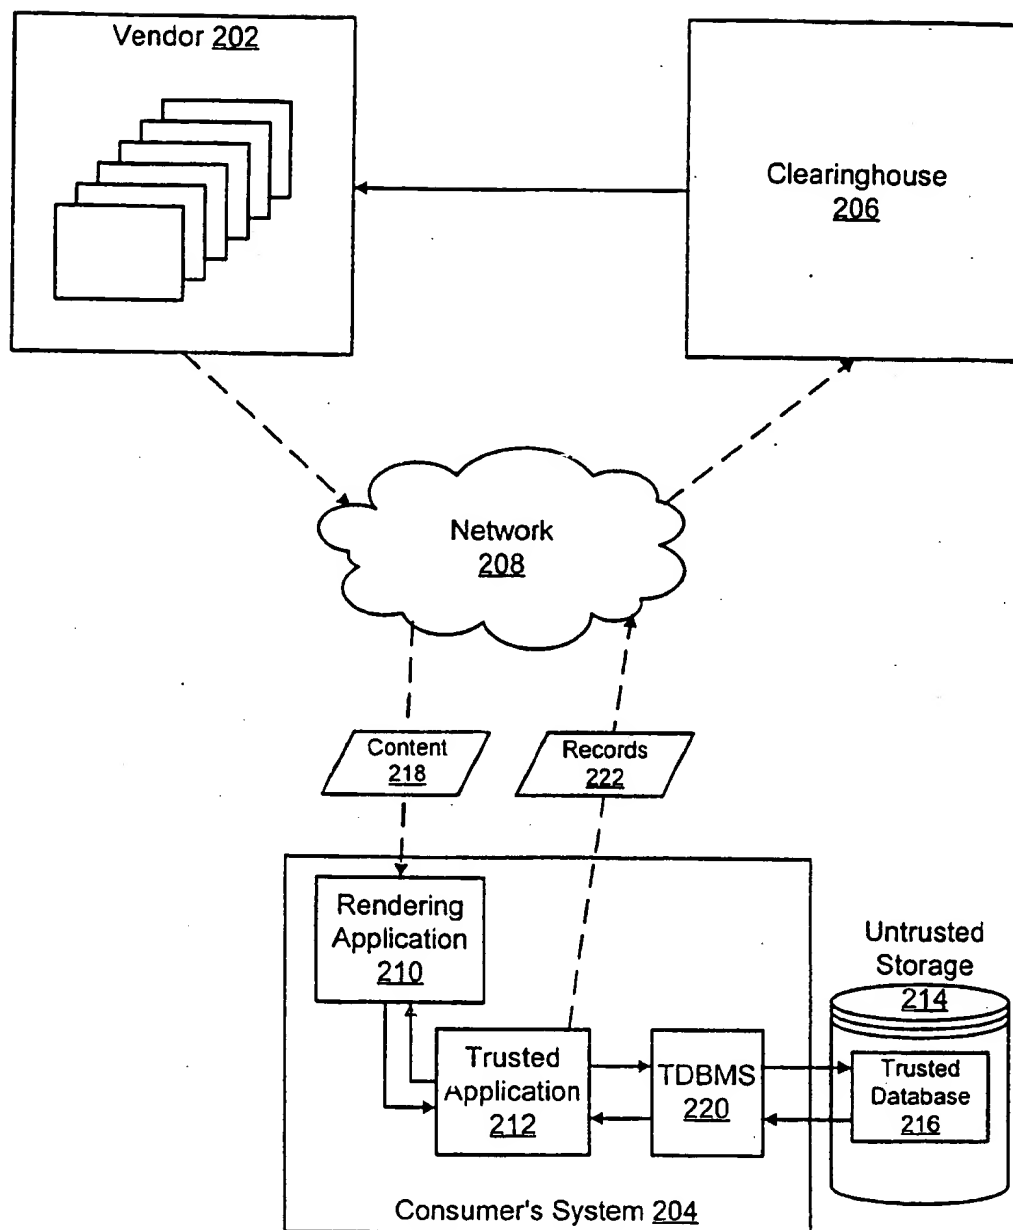 Vendor 202
Clearinghouse
206
Network
208
Content
218
Records
222
Rendering
Application
210
Trusted
Application
212
TDBMS
220
Untrusted
Storage
214
Trusted
Database
216
Consumer's System 204